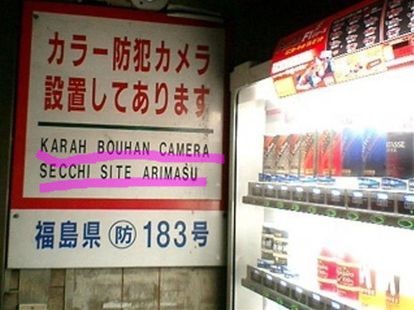 カラー防犯カメラ
設置してあります
KARAH BOUHAN CAMERA
SECCHI SITE ARIMASU
福島県 防 183号